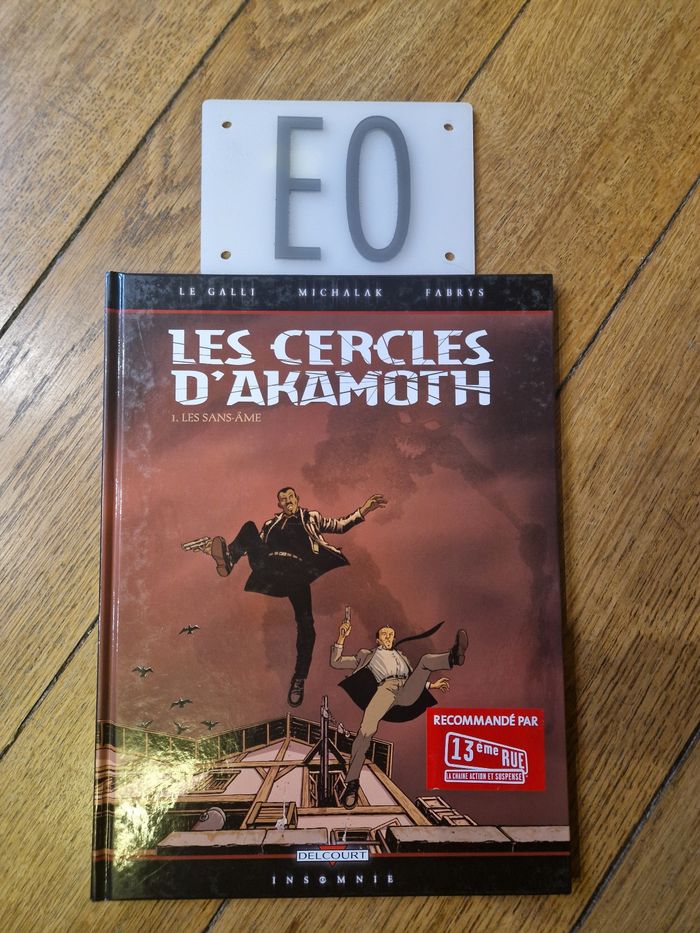 EO
LE GALLI MICHALAK FABRYS
LES CERCLES
D'AKAMOTH
1. LES SANS-ÂME
RECOMMANDÉ PAR
13ème RUE
LA CHAINE ACTION ET SUSPENSE
DELCOURT
INSOMNIE